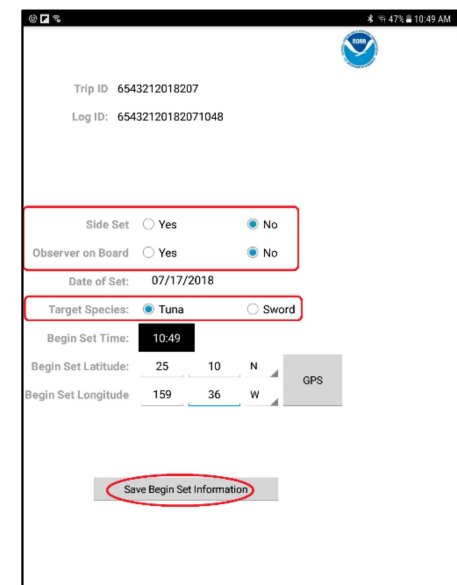 47% 10:49 AM
NOAA
Trip ID 6543212018207
Log ID: 65432120182071048
Side Set Yes No
Observer on Board Yes No
Date of Set: 07/17/2018
Target Species: Tuna Sword
Begin Set Time: 10:49
Begin Set Latitude: 25 10 N
GPS
Begin Set Longitude 159 36 W
Save Begin Set Information